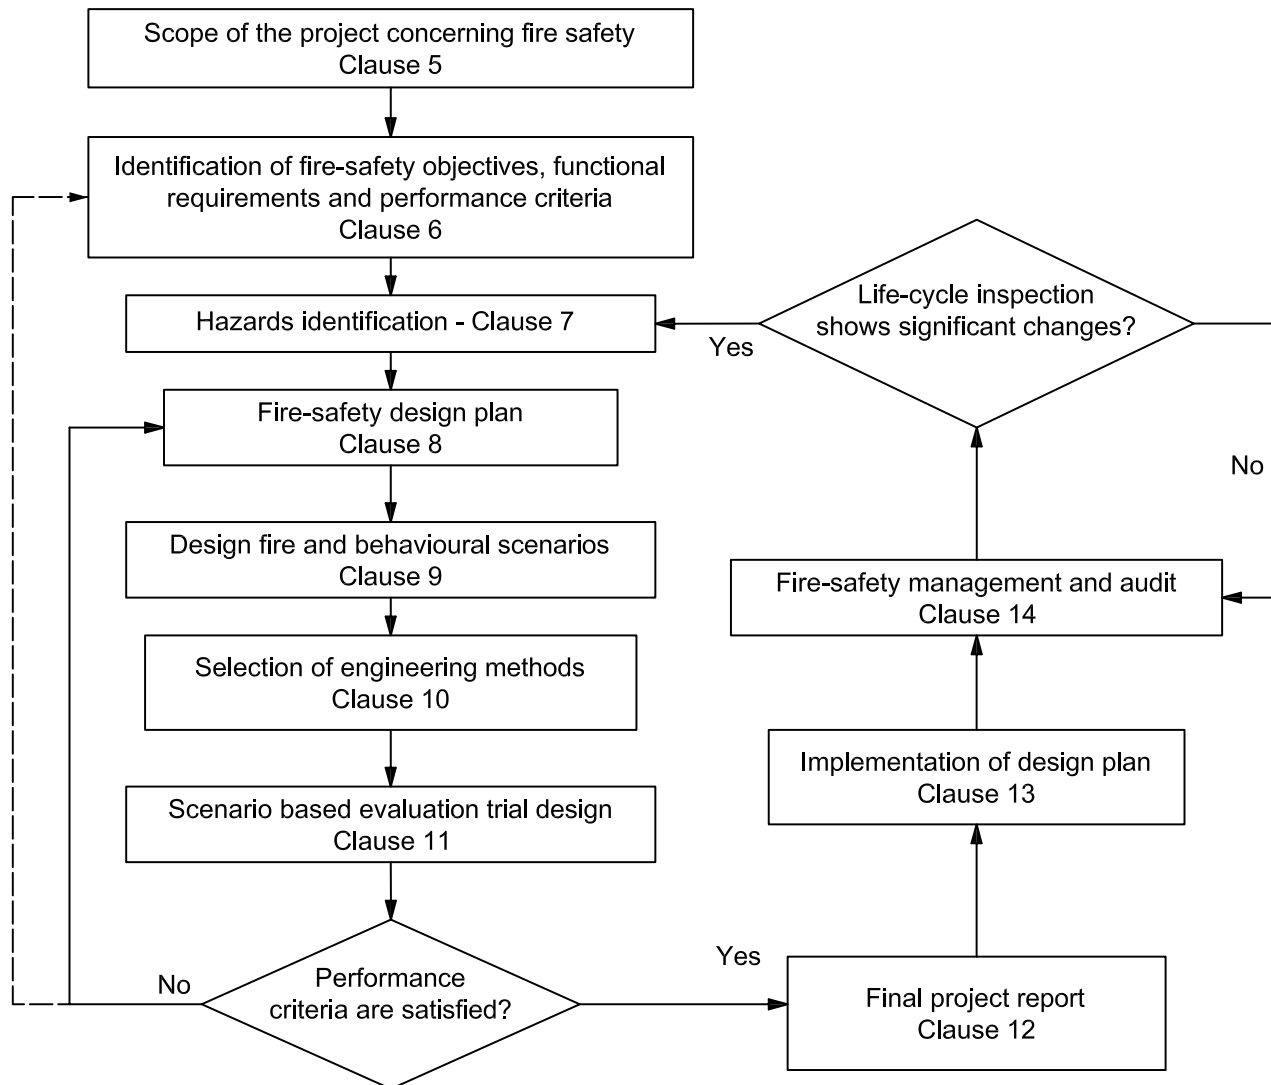 Scope of the project concerning fire safety
Clause 5
Identification of fire-safety objectives, functional
requirements and performance criteria
Clause 6
Hazards identification - Clause 7
Fire-safety design plan
Clause 8
Design fire and behavioural scenarios
Clause 9
Selection of engineering methods
Clause 10
Scenario based evaluation trial design
Clause 11
Performance
criteria are satisfied?
No
Yes
Final project report
Clause 12
Implementation of design plan
Clause 13
Fire-safety management and audit
Clause 14
Life-cycle inspection
shows significant changes?
Yes
No